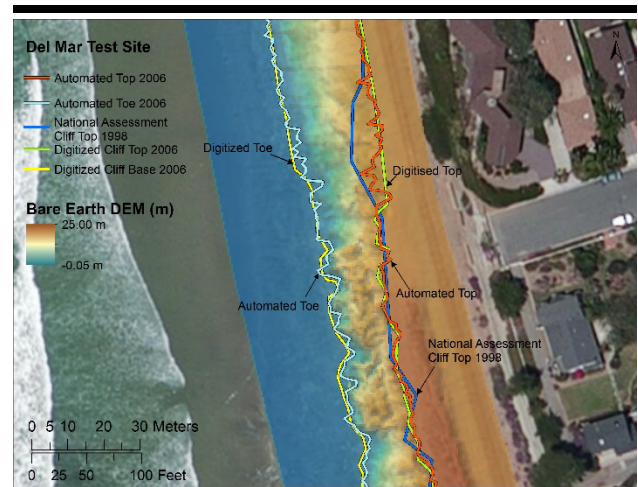 Del Mar Test Site
Automated Top 2006
Automated Toe 2006
National Assessment
Cliff Top 1998
Digitized Cliff Top 2006
Digitized Cliff Base 2006
Bare Earth DEM (m)
25.00 m
-0.05 m
N
Digitized Toe
Digitised Top
Automated Toe
Automated Top
National Assessment
Cliff Top 1998
0 5 10 20 30 Meters
0 25 50 100 Feet